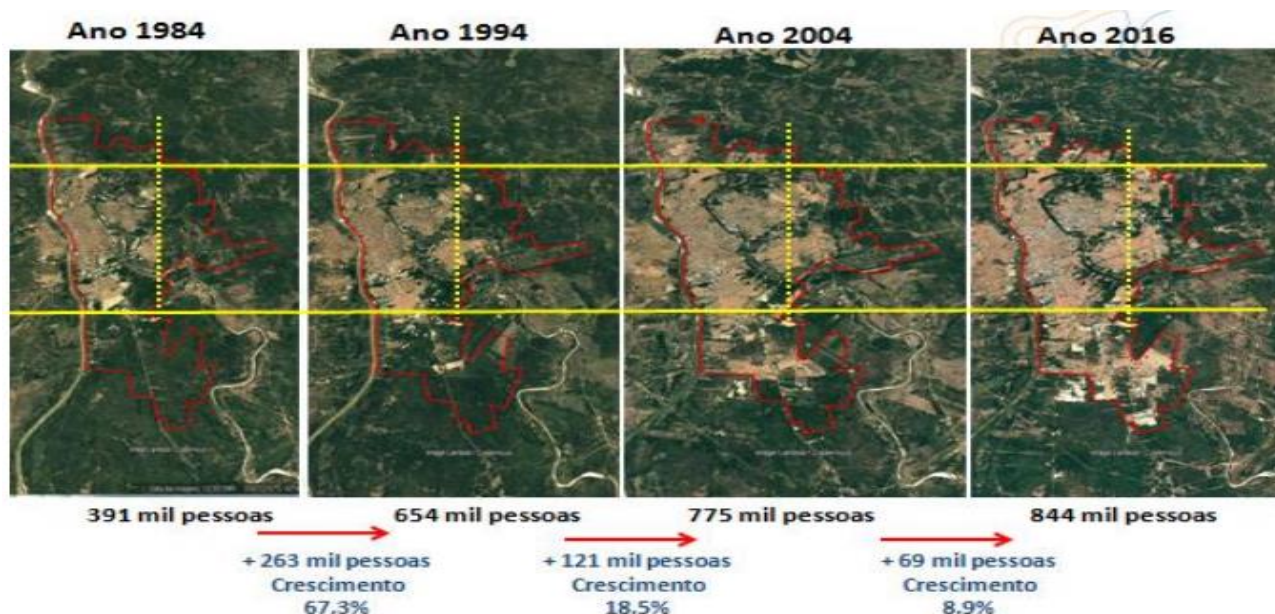 Ano 1984
Ano 1994
Ano 2004
Ano 2016
391 mil pessoas
654 mil pessoas
775 mil pessoas
844 mil pessoas
+ 263 mil pessoas
Crescimento
67.3%
+ 121 mil pessoas
Crescimento
18.5%
+ 69 mil pessoas
Crescimento
8.9%